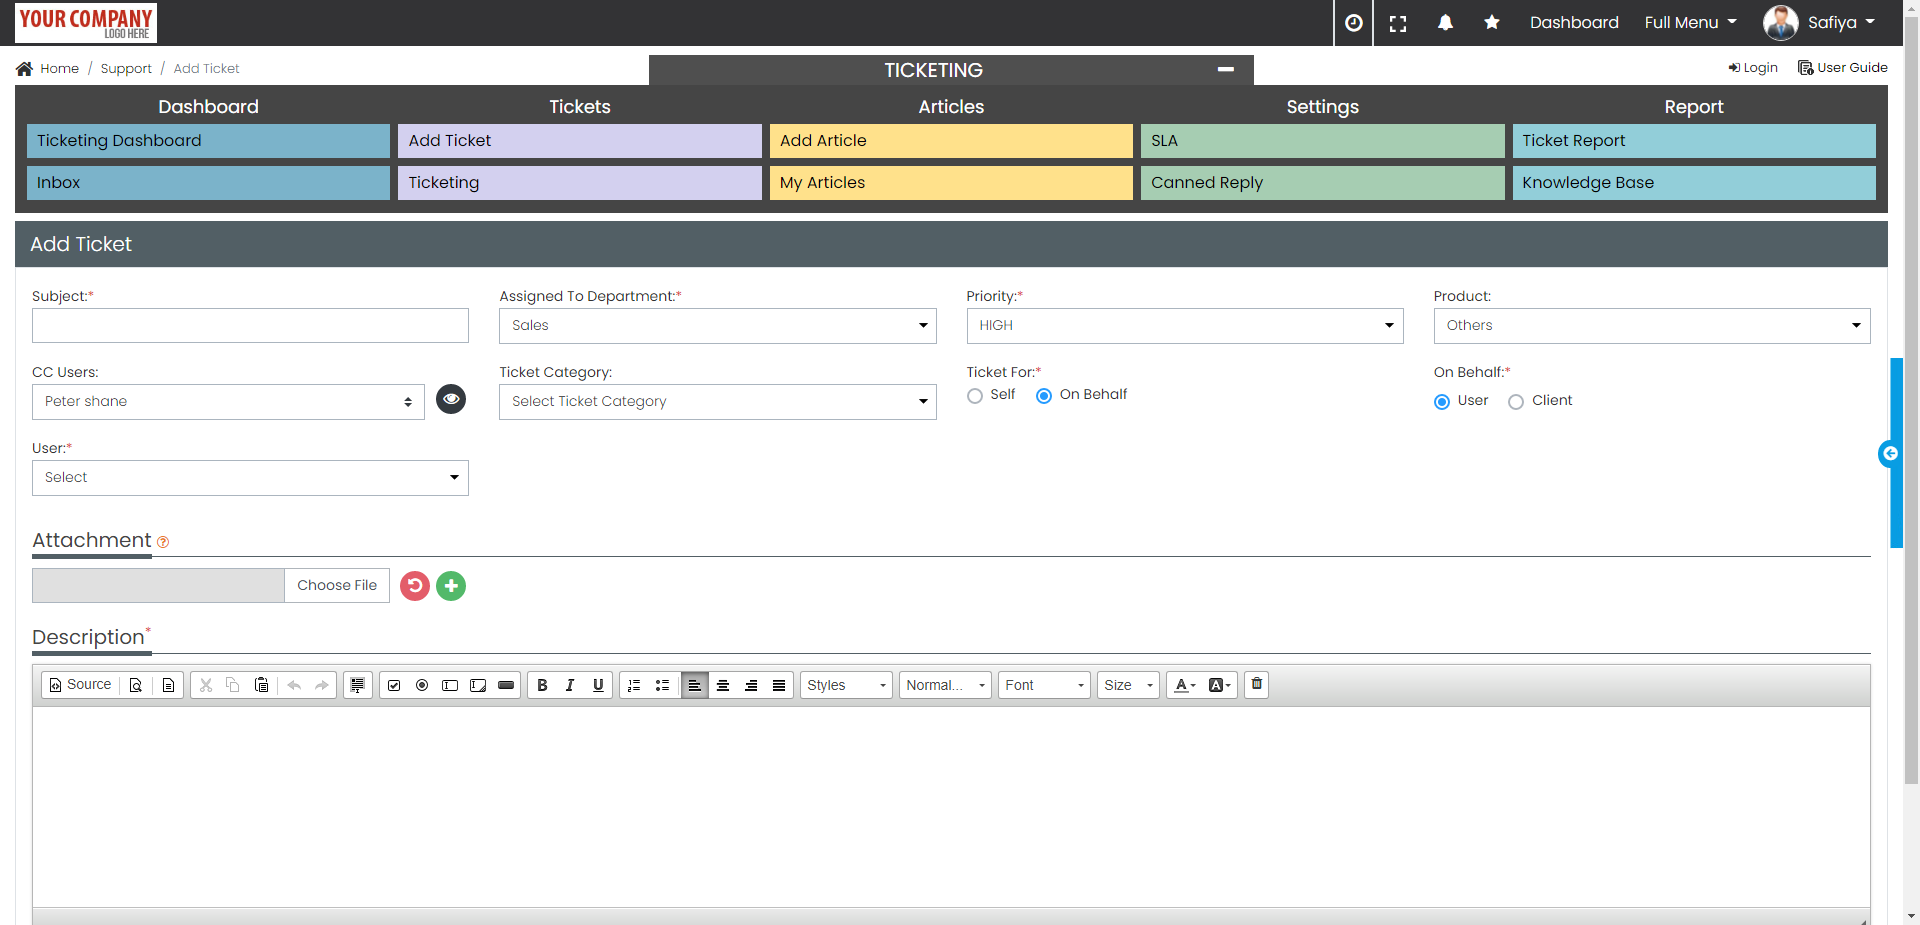 YOUR COMPANY
LOGO HERE
Dashboard
Full Menu
Safiya
Home / Support / Add Ticket
TICKETING
Login
User Guide
Dashboard
Tickets
Articles
Settings
Report
Ticketing Dashboard
Add Ticket
Add Article
SLA
Ticket Report
Inbox
Ticketing
My Articles
Canned Reply
Knowledge Base
Add Ticket
Subject:*
Assigned To Department:*
Priority:*
Product:
Sales
HIGH
Others
CC Users:
Ticket Category:
Ticket For:*
On Behalf:*
Peter shane
Select Ticket Category
Self
On Behalf
User
Client
User:*
Select
Attachment
Choose File
Description*
Source
B
I
U
Styles
Normal...
Font
Size
A
A